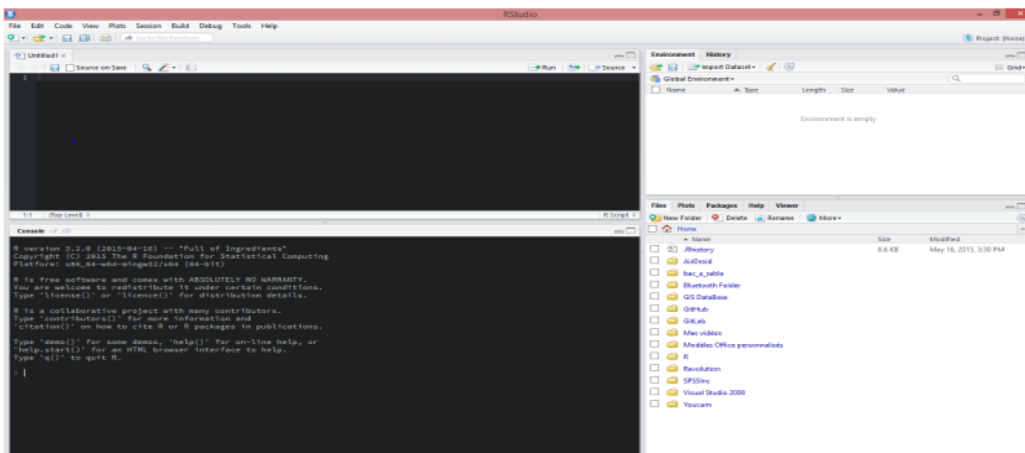 RStudio
File Edit Code View Plots Session Build Debug Tools Help
Go to file/function
Project: (None)
Untitled1 ×
Source on Save
Run
Source
1
1:1 (Top Level)
R Script
Console ~/
R version 3.2.0 (2015-04-16) -- "Full of Ingredients"
Copyright (C) 2015 The R Foundation for Statistical Computing
Platform: x86_64-w64-mingw32/x64 (64-bit)
R is free software and comes with ABSOLUTELY NO WARRANTY.
You are welcome to redistribute it under certain conditions.
Type 'license()' or 'licence()' for distribution details.
R is a collaborative project with many contributors.
Type 'contributors()' for more information and
'citation()' on how to cite R or R packages in publications.
Type 'demo()' for some demos, 'help()' for on-line help, or
'help.start()' for an HTML browser interface to help.
Type 'q()' to quit R.
>
Environment History
Import Dataset
Grid
Global Environment
Name Type Length Size Value
Environment is empty
Files Plots Packages Help Viewer
New Folder Delete Rename More
Home
Name Size Modified
.Rhistory 8.6 KB May 16, 2015, 3:30 PM
AirDroid
bac_a_sable
Bluetooth Folder
GIS DataBase
GitHub
GitLab
Mes vidéos
Modèles Office personnalisés
R
Revolution
SPSSInc
Visual Studio 2008
Youcam